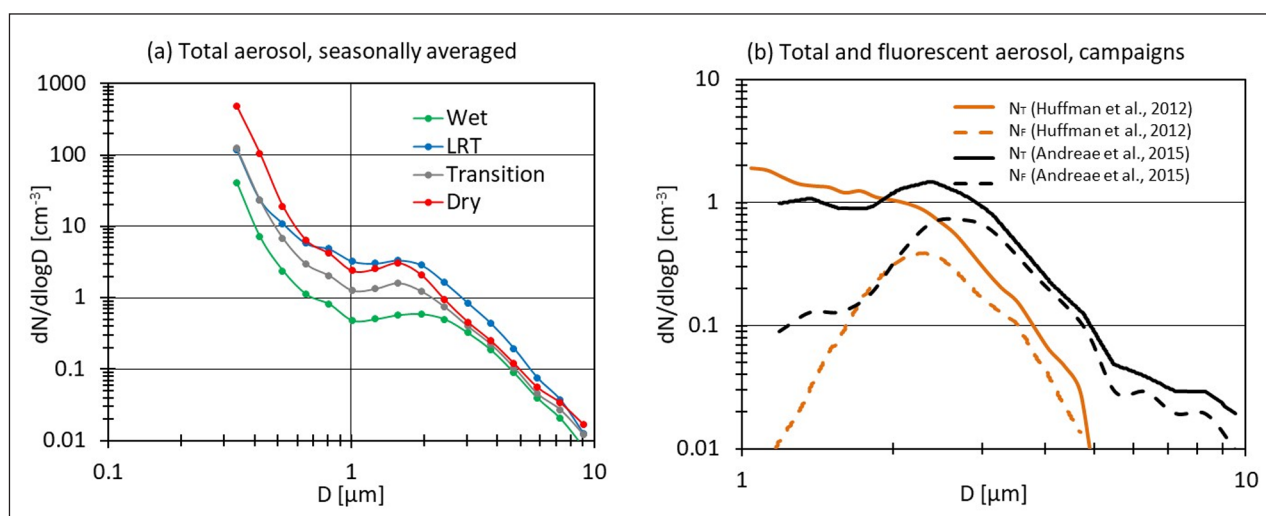 (a) Total aerosol, seasonally averaged
1000
100
10
1
0.1
0.01
dN/dlogD [cm⁻³]
Wet
LRT
Transition
Dry
0.1
1
10
D [µm]
(b) Total and fluorescent aerosol, campaigns
10
1
0.1
0.01
dN/dlogD [cm⁻³]
N_T (Huffman et al., 2012)
N_F (Huffman et al., 2012)
N_T (Andreae et al., 2015)
N_F (Andreae et al., 2015)
1
10
D [µm]